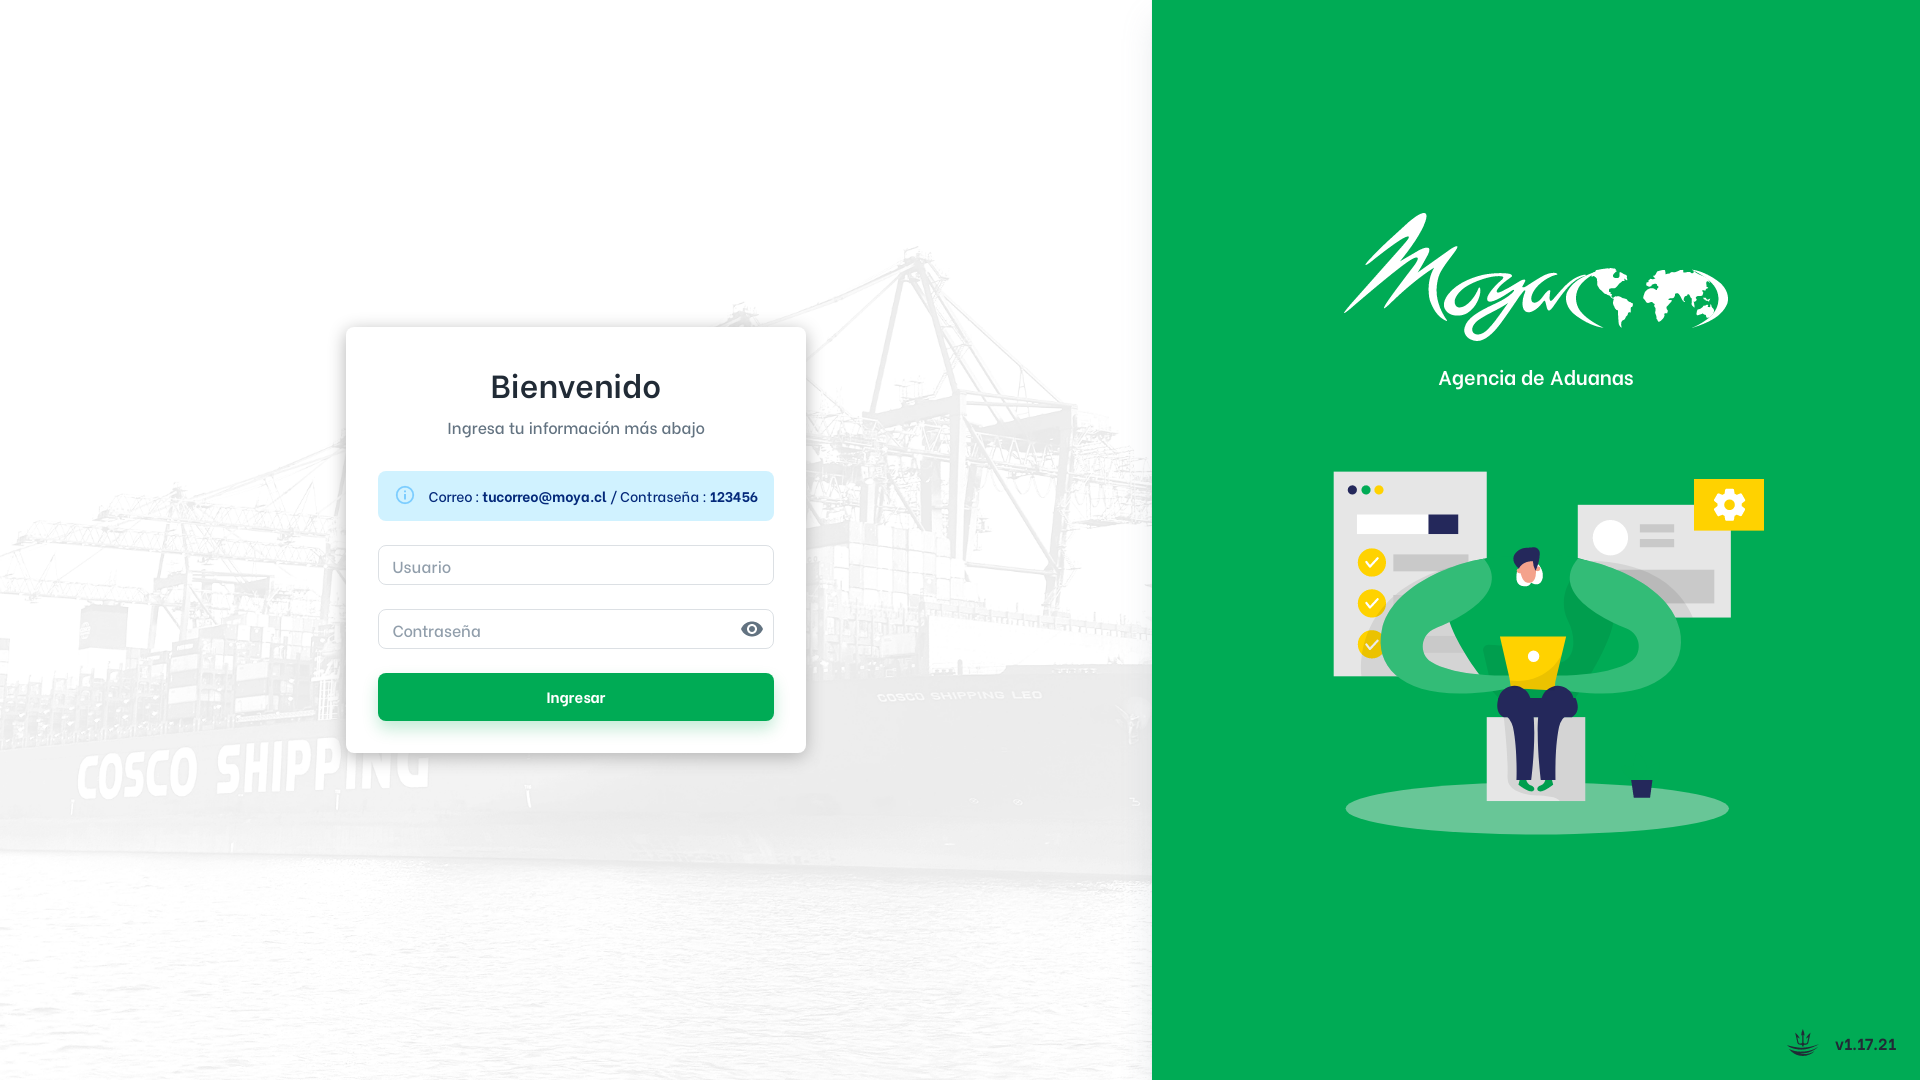 Bienvenido
Ingresa tu información más abajo
Correo : tucorreo@moya.cl / Contraseña : 123456
Usuario
Contraseña
Ingresar
COSCO SHIPPING
COSCO SHIPPING LEO
Moya
Agencia de Aduanas
v1.17.21